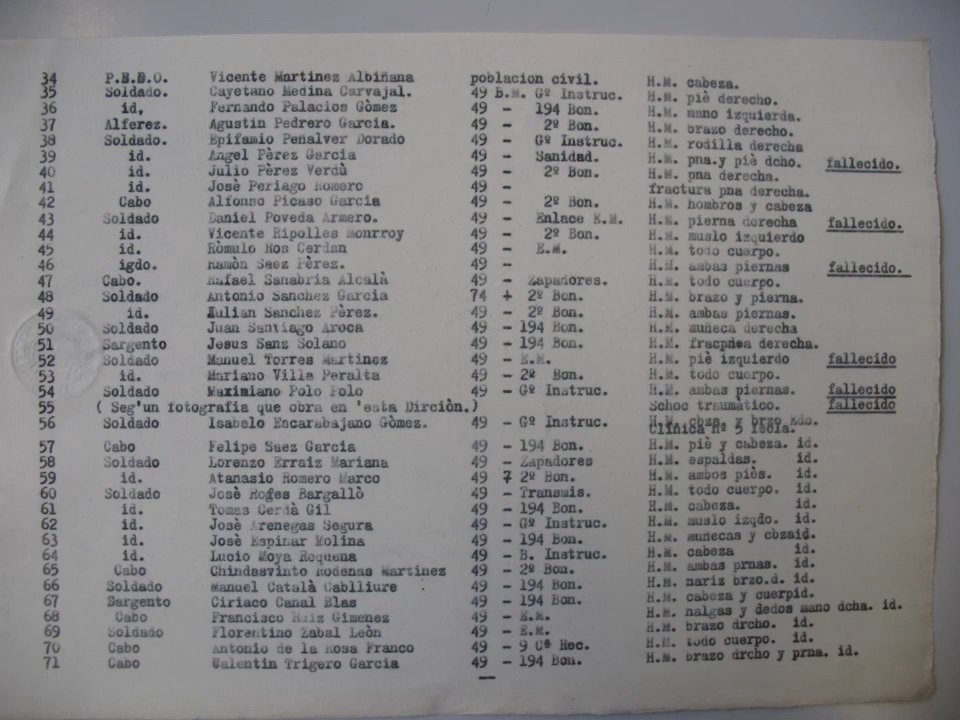 34 P.S.D.O. Vicente Martinez Albiñana poblacion civil. H.M. cabeza.
35 Soldado. Cayetano Medina Carvajal. 49 B.M. Gº Instruc. H.M. piè derecho.
36 id, Fernando Palacios Gòmez 49 - 194 Bon. H.M. mano izquierda.
37 Alferez. Agustin Pedrero Garcia. 49 - 2º Bon. H.M. brazo derecho.
38 Soldado. Epifamio Peñalver Dorado 49 - Gº Instruc. H.M. rodilla derecha
39 id. Angel Pèrez Garcia 49 - Sanidad. H.M. pna.y piè dcho. fallecido.
40 id. Julio Pèrez Verdù 49 - 2º Bon. H.M. pna derecha.
41 id. Josè Periago Romero 49 - fractura pna derecha.
42 Cabo Alfonso Picaso Garcia 49 - 2º Bon. H.M. hombros y cabeza
43 Soldado Daniel Poveda Armero. 49 - Enlace E.M. H.M. pierna derecha fallecido.
44 id. Vicente Ripolles Monrroy 49 - 2º Bon. H.M. muslo izquierdo
45 id. Ròmulo Ros Cerdan 49 - E.M. H.M. todo cuerpo.
46 igdo. Ramòn Saez Pèrez. 49 - H.M. ambas piernas fallecido.
47 Cabo. Rafael Sanabria Alcalà 49 - Zapadores. H.M. todo cuerpo.
48 Soldado Antonio Sanchez Garcia 74 + 2º Bon. H.M. brazo y pierna.
49 id. Iulian Sanchez Pèrez. 49 - 2º Bon. H.M. ambas piernas.
50 Soldado Juan Santiago Aroca 49 - 194 Bon. H.M. muñeca derecha
51 Sargento Jesus Sanz Solano 49 - 194 Bon. H.M. derecha.
52 Soldado Manuel Torres Martinez 49 - E.M. H.M. piè izquierdo fallecido
53 id. Mariano Villa Peralta 49 - 2º Bon. H.M. todo cuerpo.
54 Soldado Maximiano Polo Polo 49 - Gº Instruc. H.M. ambas piernas. fallecido
55 ( Seg'un fotografia que obra en 'esta Dirciòn.) Schoc traumàtico. fallecido
56 Soldado Isabelo Escarabajano Gòmez. 49 - Gº Instruc. H.M. cbza. y brzo
Clinica Nº 3 Yecla.
57 Cabo Felipe Saez Garcia 49 - 194 Bon. H.M. piè y cabeza. id.
58 Soldado Lorenzo Erraiz Mariana 49 - Zapadores H.M. espaldas. id.
59 id. Atanasio Romero Marco 49 7 2º Bon. H.M. ambos piès. id.
60 Soldado Josè Roges Bargallò 49 - Transmis. H.M. todo cuerpo. id.
61 id. Tomas Cerdà Gil 49 - 194 Bon. H.M. cabeza. id.
62 id. Josè Arenegas Segura 49 - Gº Instruc. H.M. muslo izqdo. id.
63 id. Josè Espinar Molina 49 - 194 Bon. H.M. muñecas y cbzaid.
64 id. Lucio Moya Requena 49 - B. Instruc. H.M. cabeza id.
65 Cabo Chindasvinto Rodenas Martinez 49 - 2º Bon. H.M. ambas prnas. id.
66 Soldado Manuel Català Cablliure 49 - 194 Bon. H.M. nariz brzo.d. id.
67 Sargento Ciriaco Canal Blas 49 - 194 Bon. H.M. cabeza y cuerpid.
68 Cabo Francisco Ruiz Gimenez 49 - E.M. H.M. nalgas y dedos mano dcha. id.
69 Soldado Florentino Zabal Leòn 49 - E.M. H.M. brazo drcho. id.
70 Cabo Antonio de la Rosa Franco 49 - 9 Cª Rec. H.M. todo cuerpo. id.
71 Cabo Valentin Trigero Garcia 49 - 194 Bon. H.M. brazo drcho y prna. id.